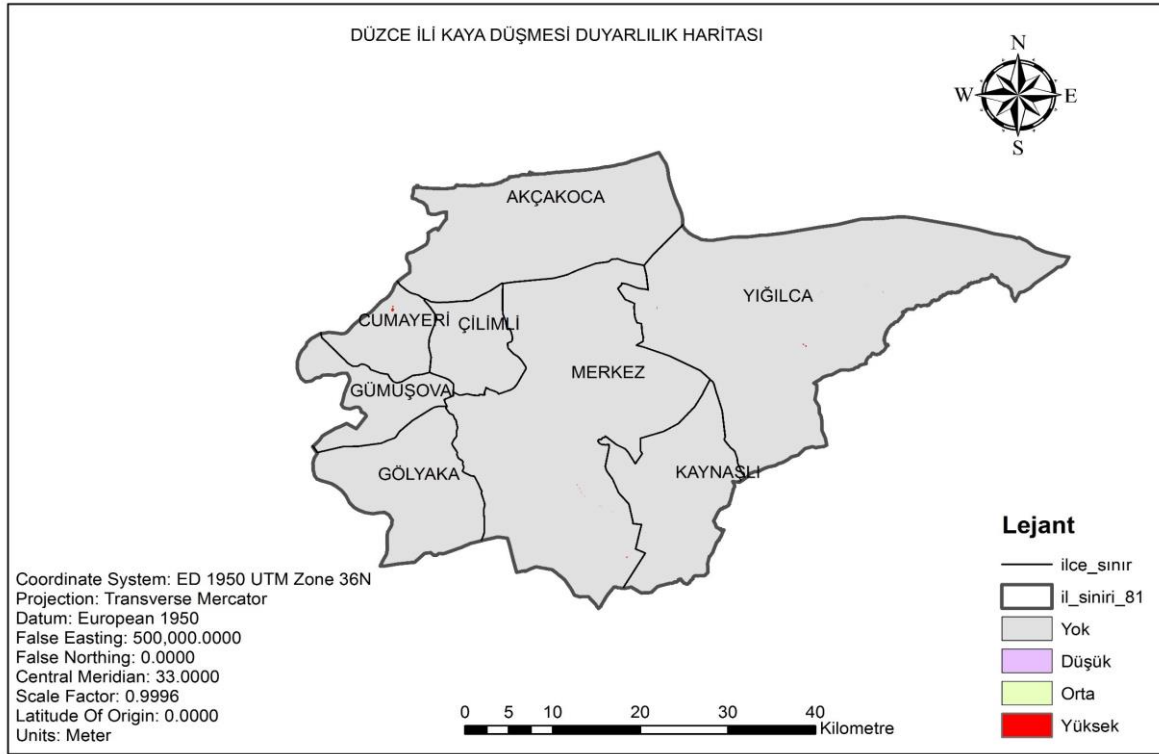 DÜZCE İLİ KAYA DÜŞMESİ DUYARLILIK HARİTASI
N
W E
S
AKÇAKOCA
YIĞILCA
CUMAYERİ ÇİLİMLİ
MERKEZ
GÜMÜŞOVA
GÖLYAKA
KAYNAŞLI
Lejant
ilce_sınır
il_siniri_81
Yok
Düşük
Orta
Yüksek
Coordinate System: ED 1950 UTM Zone 36N
Projection: Transverse Mercator
Datum: European 1950
False Easting: 500,000.0000
False Northing: 0.0000
Central Meridian: 33.0000
Scale Factor: 0.9996
Latitude Of Origin: 0.0000
Units: Meter
0 5 10 20 30 40
Kilometre